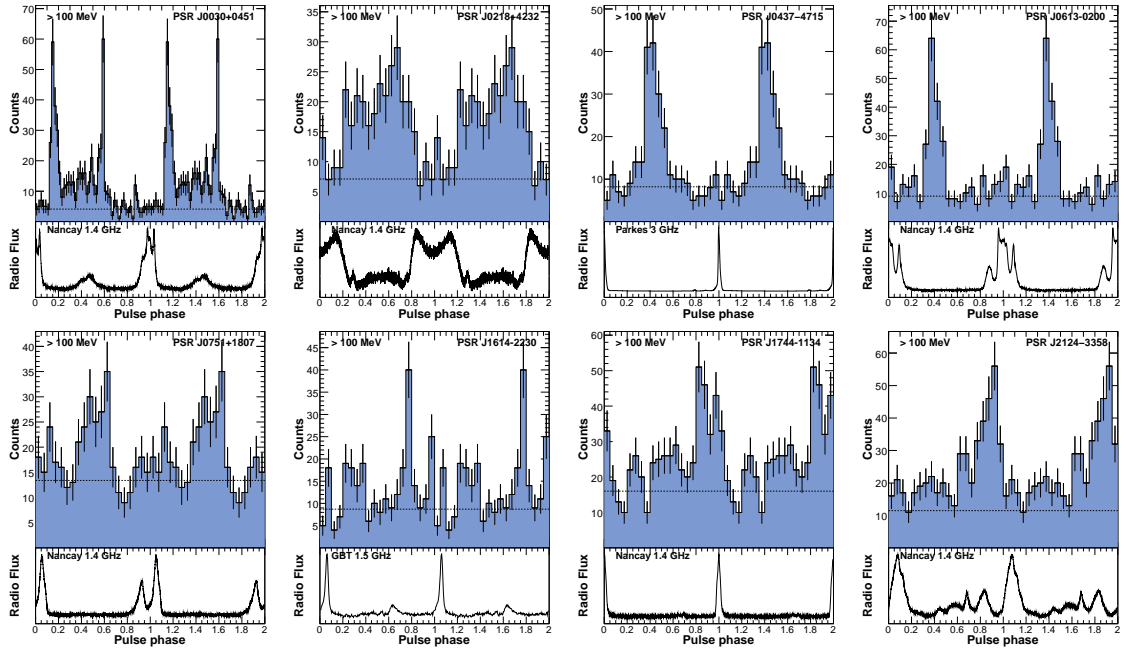 > 100 MeV PSR J0030+0451
Counts
70
60
50
40
30
20
10
0
Nancay 1.4 GHz
Radio Flux
0 0.2 0.4 0.6 0.8 1 1.2 1.4 1.6 1.8 2
Pulse phase
> 100 MeV PSR J0218+4232
Counts
35
30
25
20
15
10
5
Nancay 1.4 GHz
Radio Flux
0 0.2 0.4 0.6 0.8 1 1.2 1.4 1.6 1.8 2
Pulse phase
> 100 MeV PSR J0437-4715
Counts
50
40
30
20
10
Parkes 3 GHz
Radio Flux
0 0.2 0.4 0.6 0.8 1 1.2 1.4 1.6 1.8 2
Pulse phase
> 100 MeV PSR J0613-0200
Counts
70
60
50
40
30
20
10
Nancay 1.4 GHz
Radio Flux
0 0.2 0.4 0.6 0.8 1 1.2 1.4 1.6 1.8 2
Pulse phase
> 100 MeV PSR J0751+1807
Counts
40
35
30
25
20
15
10
5
Nancay 1.4 GHz
Radio Flux
0 0.2 0.4 0.6 0.8 1 1.2 1.4 1.6 1.8 2
Pulse phase
> 100 MeV PSR J1614-2230
Counts
45
40
35
30
25
20
15
10
5
GBT 1.5 GHz
Radio Flux
0 0.2 0.4 0.6 0.8 1 1.2 1.4 1.6 1.8 2
Pulse phase
> 100 MeV PSR J1744-1134
Counts
60
50
40
30
20
10
Nancay 1.4 GHz
Radio Flux
0 0.2 0.4 0.6 0.8 1 1.2 1.4 1.6 1.8 2
Pulse phase
> 100 MeV PSR J2124-3358
Counts
60
50
40
30
20
10
Nancay 1.4 GHz
Radio Flux
0 0.2 0.4 0.6 0.8 1 1.2 1.4 1.6 1.8 2
Pulse phase